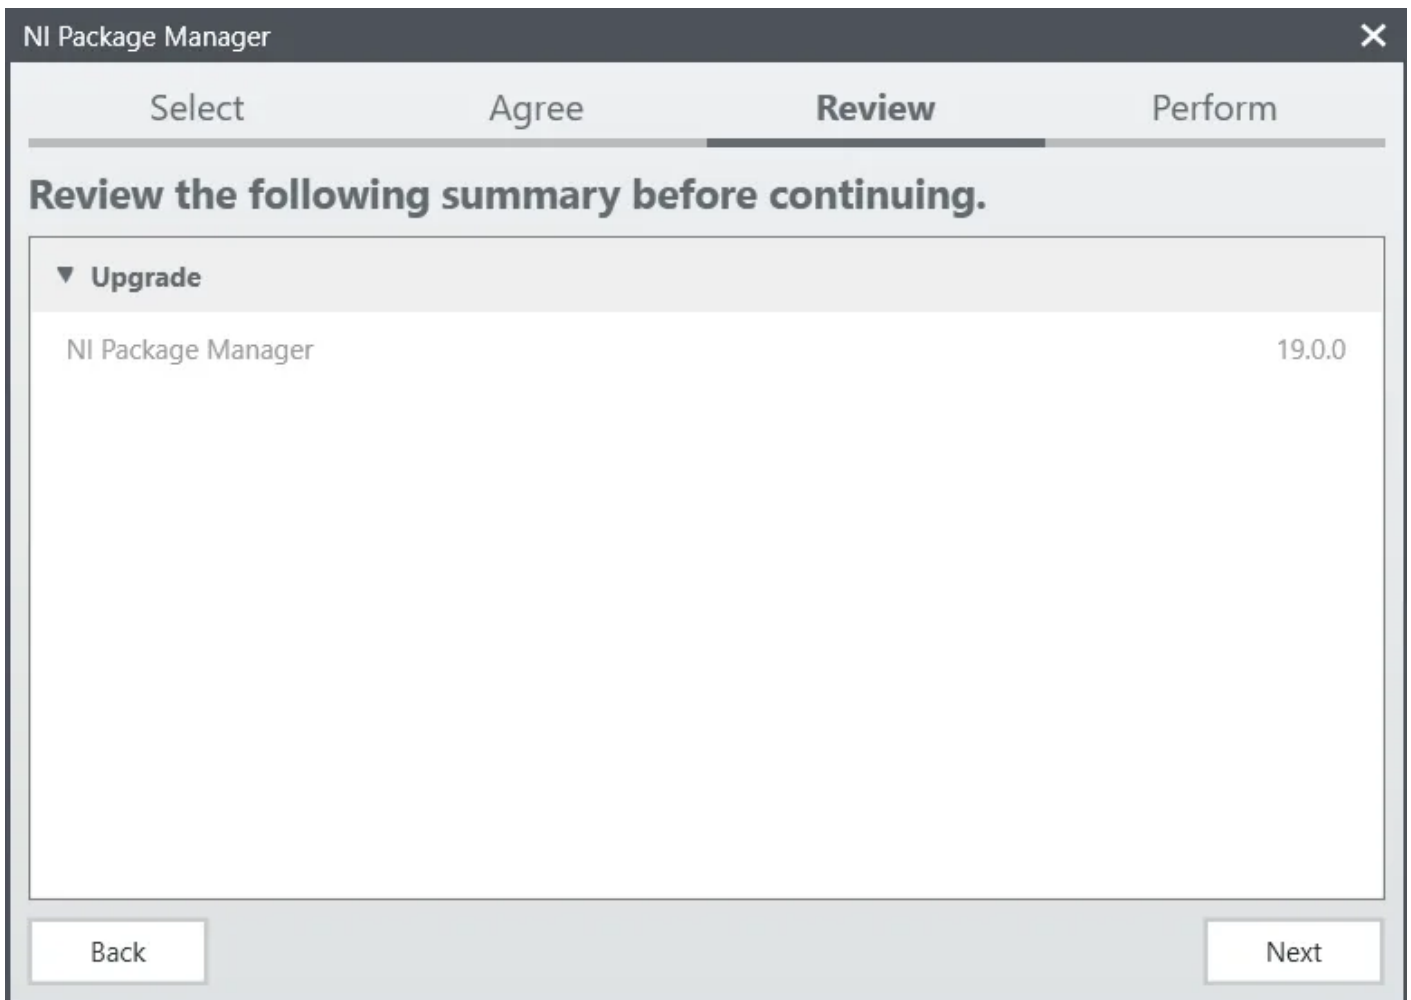 NI Package Manager
Select Agree Review Perform
Review the following summary before continuing.
Upgrade
NI Package Manager 19.0.0
Back Next